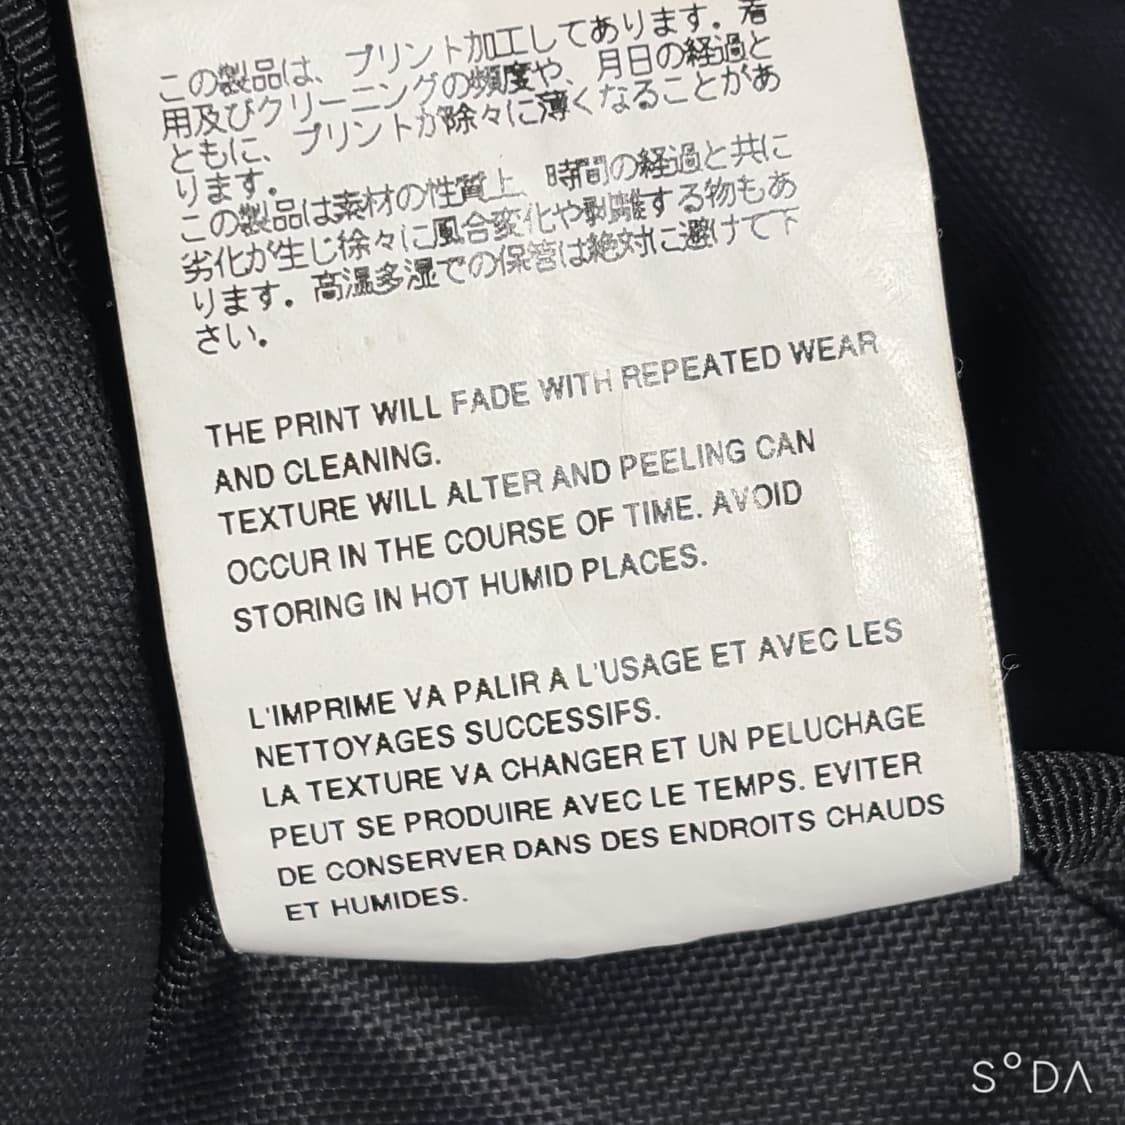 この製品は、プリント加工してあります。着
用及びクリーニングの頻度や、月日の経過と
ともに、プリントが除々に薄くなることがあ
ります。
この製品は素材の性質上、時間の経過と共に
劣化が生じ徐々に風合変化や剥離する物もあ
ります。高温多湿での保管は絶対に避けて下
さい。
THE PRINT WILL FADE WITH REPEATED WEAR
AND CLEANING.
TEXTURE WILL ALTER AND PEELING CAN
OCCUR IN THE COURSE OF TIME. AVOID
STORING IN HOT HUMID PLACES.
L'IMPRIME VA PALIR A L'USAGE ET AVEC LES
NETTOYAGES SUCCESSIFS.
LA TEXTURE VA CHANGER ET UN PELUCHAGE
PEUT SE PRODUIRE AVEC LE TEMPS. EVITER
DE CONSERVER DANS DES ENDROITS CHAUDS
ET HUMIDES.
SODA